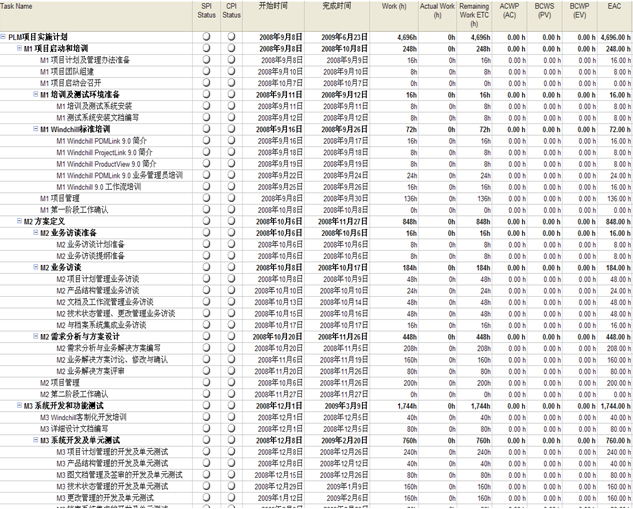 Task Name SPI Status CPI Status 开始时间 完成时间 Work (h) Actual Work (h) Remaining Work ETC (h) ACWP (AC) BCWS (PV) BCWP (EV) EAC
PLM项目实施计划 2008年9月8日 2009年6月23日 4,696h 0h 4,696h 0.00 h 0.00 h 0.00 h 4,696.00 h
M1 项目启动和培训 2008年9月8日 2008年10月8日 248h 0h 248h 0.00 h 0.00 h 0.00 h 248.00 h
M1 项目计划及管理办法准备 2008年9月8日 2008年9月9日 16h 0h 16h 0.00 h 0.00 h 0.00 h 16.00 h
M1 项目团队组建 2008年9月10日 2008年9月10日 8h 0h 8h 0.00 h 0.00 h 0.00 h 8.00 h
M1 项目启动会召开 2008年10月7日 2008年10月7日 0h 0h 0h 0.00 h 0.00 h 0.00 h 0.00 h
M1 培训及测试环境准备 2008年9月11日 2008年9月12日 16h 0h 16h 0.00 h 0.00 h 0.00 h 16.00 h
M1 培训及测试系统安装 2008年9月11日 2008年9月11日 8h 0h 8h 0.00 h 0.00 h 0.00 h 8.00 h
M1 测试系统安装文档编写 2008年9月12日 2008年9月12日 8h 0h 8h 0.00 h 0.00 h 0.00 h 8.00 h
M1 Windchill标准培训 2008年9月16日 2008年9月26日 72h 0h 72h 0.00 h 0.00 h 0.00 h 72.00 h
M1 Windchill PDMLink 9.0 简介 2008年9月16日 2008年9月17日 16h 0h 16h 0.00 h 0.00 h 0.00 h 16.00 h
M1 Windchill ProjectLink 9.0 简介 2008年9月18日 2008年9月18日 8h 0h 8h 0.00 h 0.00 h 0.00 h 8.00 h
M1 Windchill ProductView 9.0 简介 2008年9月19日 2008年9月19日 8h 0h 8h 0.00 h 0.00 h 0.00 h 8.00 h
M1 Windchill PDMLink 9.0 业务管理员培训 2008年9月22日 2008年9月24日 24h 0h 24h 0.00 h 0.00 h 0.00 h 24.00 h
M1 Windchill 9.0 工作流培训 2008年9月25日 2008年9月26日 16h 0h 16h 0.00 h 0.00 h 0.00 h 16.00 h
M1 项目管理 2008年9月8日 2008年9月30日 136h 0h 136h 0.00 h 0.00 h 0.00 h 136.00 h
M1 第一阶段工作确认 2008年10月8日 2008年10月8日 0h 0h 0h 0.00 h 0.00 h 0.00 h 0.00 h
M2 方案定义 2008年10月6日 2008年11月27日 848h 0h 848h 0.00 h 0.00 h 0.00 h 848.00 h
M2 业务访谈准备 2008年10月6日 2008年10月6日 16h 0h 16h 0.00 h 0.00 h 0.00 h 16.00 h
M2 业务访谈计划准备 2008年10月6日 2008年10月6日 8h 0h 8h 0.00 h 0.00 h 0.00 h 8.00 h
M2 业务访谈提纲准备 2008年10月6日 2008年10月6日 8h 0h 8h 0.00 h 0.00 h 0.00 h 8.00 h
M2 业务访谈 2008年10月8日 2008年10月17日 184h 0h 184h 0.00 h 0.00 h 0.00 h 184.00 h
M2 项目计划管理业务访谈 2008年10月8日 2008年10月9日 48h 0h 48h 0.00 h 0.00 h 0.00 h 48.00 h
M2 产品结构管理业务访谈 2008年10月10日 2008年10月10日 24h 0h 24h 0.00 h 0.00 h 0.00 h 24.00 h
M2 文档及工作流管理业务访谈 2008年10月13日 2008年10月14日 48h 0h 48h 0.00 h 0.00 h 0.00 h 48.00 h
M2 技术状态管理、更改管理业务访谈 2008年10月15日 2008年10月16日 48h 0h 48h 0.00 h 0.00 h 0.00 h 48.00 h
M2 与档案系统集成业务访谈 2008年10月17日 2008年10月17日 16h 0h 16h 0.00 h 0.00 h 0.00 h 16.00 h
M2 需求分析与方案设计 2008年10月20日 2008年11月26日 448h 0h 448h 0.00 h 0.00 h 0.00 h 448.00 h
M2 需求分析与业务解决方案编写 2008年10月20日 2008年11月5日 208h 0h 208h 0.00 h 0.00 h 0.00 h 208.00 h
M2 业务解决方案讨论、修改与确认 2008年11月6日 2008年11月19日 160h 0h 160h 0.00 h 0.00 h 0.00 h 160.00 h
M2 业务解决方案评审 2008年11月20日 2008年11月26日 80h 0h 80h 0.00 h 0.00 h 0.00 h 80.00 h
M2 项目管理 2008年10月6日 2008年11月26日 200h 0h 200h 0.00 h 0.00 h 0.00 h 200.00 h
M2 第二阶段工作确认 2008年11月27日 2008年11月27日 0h 0h 0h 0.00 h 0.00 h 0.00 h 0.00 h
M3 系统开发和功能测试 2008年12月1日 2009年3月9日 1,744h 0h 1,744h 0.00 h 0.00 h 0.00 h 1,744.00 h
M3 Windchill客制化开发培训 2008年12月1日 2008年12月5日 40h 0h 40h 0.00 h 0.00 h 0.00 h 40.00 h
M3 详细设计文档编写 2008年12月1日 2008年12月5日 80h 0h 80h 0.00 h 0.00 h 0.00 h 80.00 h
M3 系统开发及单元测试 2008年12月8日 2009年2月20日 760h 0h 760h 0.00 h 0.00 h 0.00 h 760.00 h
M3 项目计划管理的开发及单元测试 2008年12月8日 2008年12月26日 240h 0h 240h 0.00 h 0.00 h 0.00 h 240.00 h
M3 产品结构管理的开发及单元测试 2008年12月8日 2008年12月12日 40h 0h 40h 0.00 h 0.00 h 0.00 h 40.00 h
M3 图文档管理及签审的开发及单元测试 2008年12月15日 2008年12月26日 80h 0h 80h 0.00 h 0.00 h 0.00 h 80.00 h
M3 技术状态管理的开发及单元测试 2008年12月29日 2009年1月9日 160h 0h 160h 0.00 h 0.00 h 0.00 h 160.00 h
M3 更改管理的开发及单元测试 2009年1月12日 2009年2月6日 160h 0h 160h 0.00 h 0.00 h 0.00 h 160.00 h